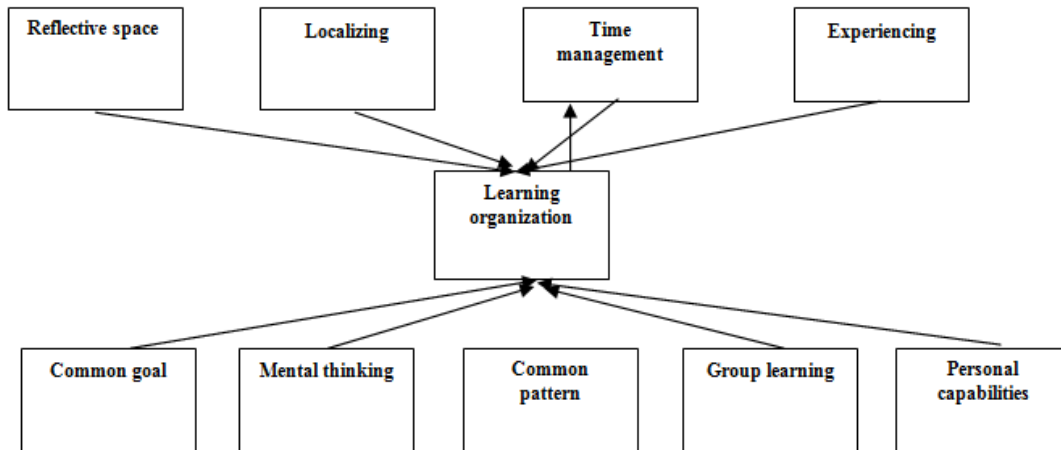 Reflective space
Localizing
Time
management
Experiencing
Learning
organization
Common goal
Mental thinking
Common
pattern
Group learning
Personal
capabilities